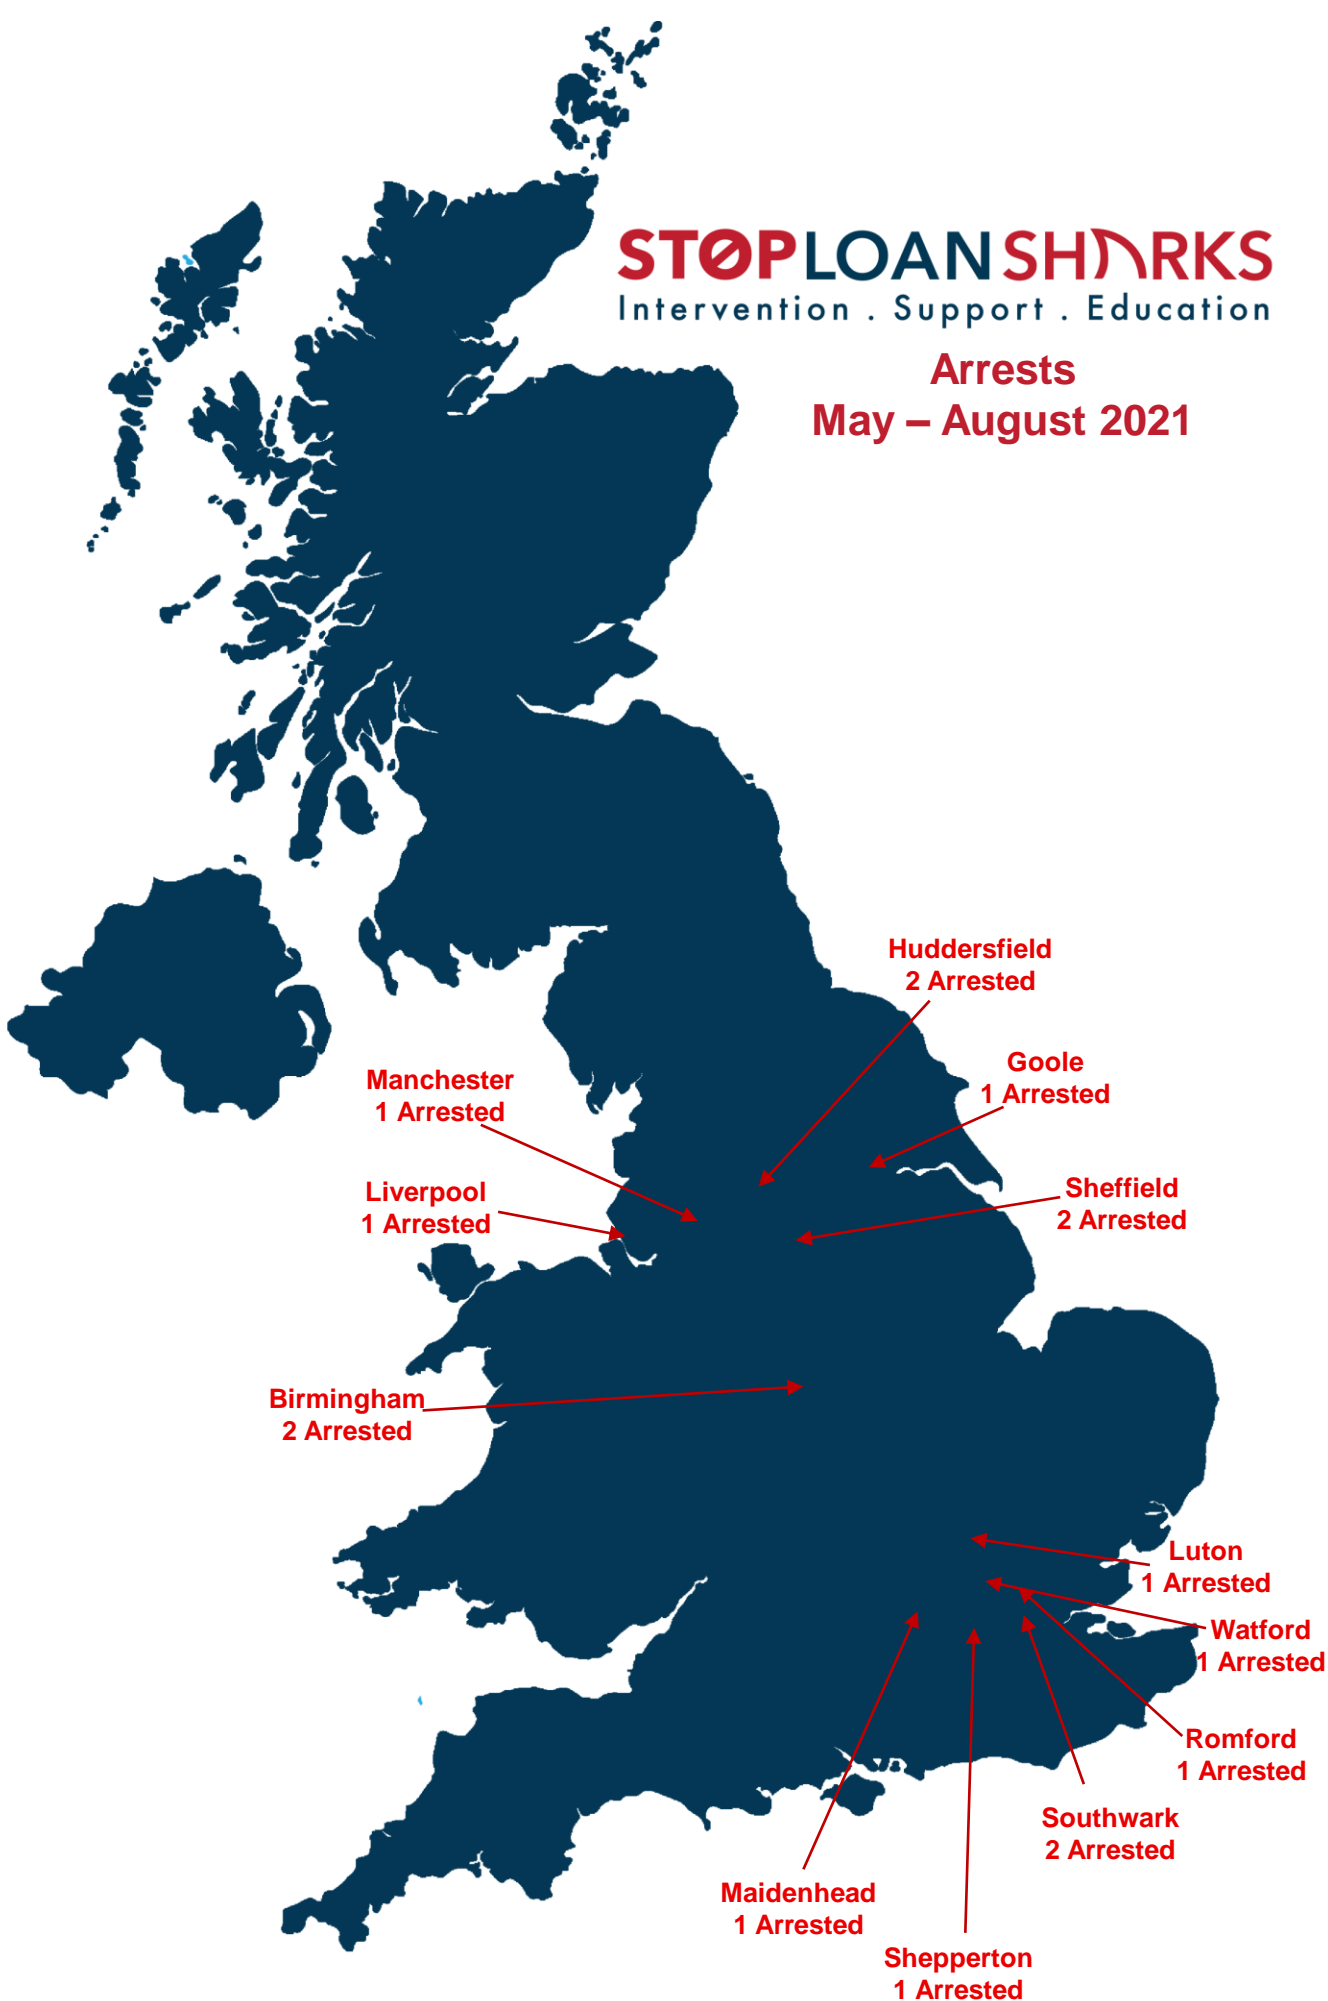 STOPLOANSHARKS
Intervention . Support . Education
Arrests
May – August 2021
Huddersfield
2 Arrested
Goole
1 Arrested
Manchester
1 Arrested
Liverpool
1 Arrested
Sheffield
2 Arrested
Birmingham
2 Arrested
Luton
1 Arrested
Watford
1 Arrested
Romford
1 Arrested
Southwark
2 Arrested
Maidenhead
1 Arrested
Shepperton
1 Arrested